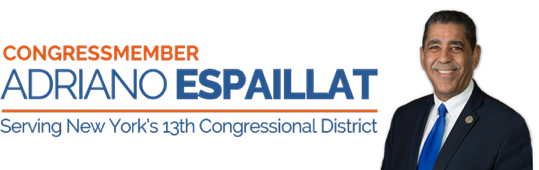 CONGRESSMEMBER
ADRIANO ESPAILLAT
Serving New York's 13th Congressional District